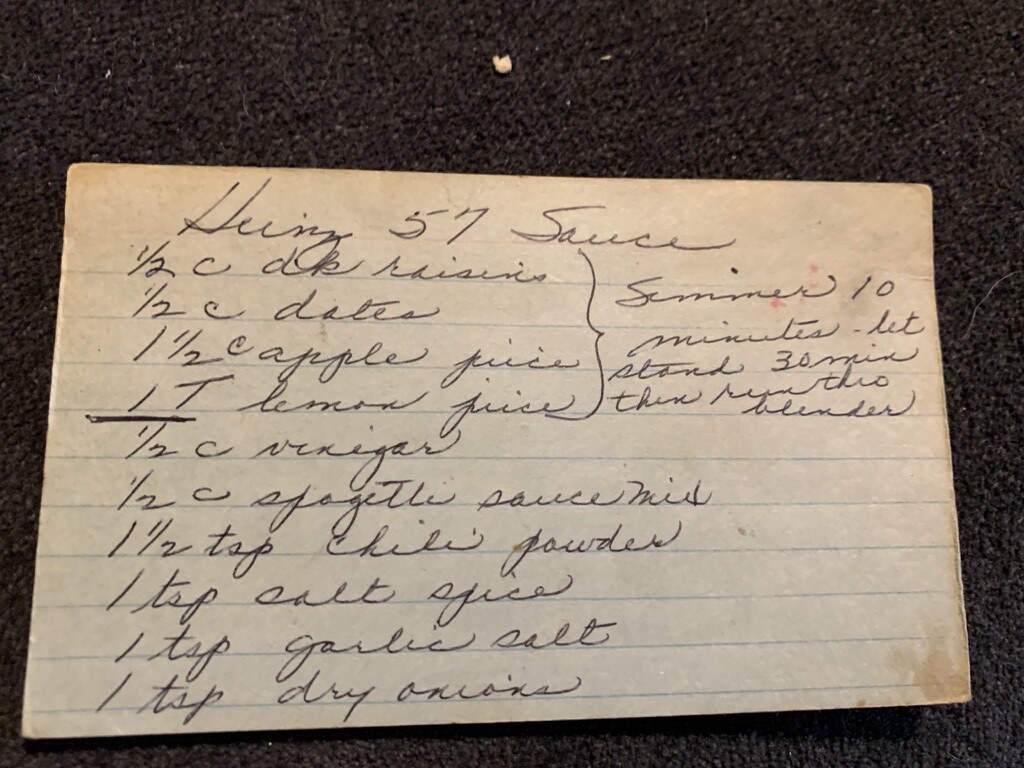 Heinz 57 Sauce
1/2 c dk raisins
1/2 c dates
1 1/2 c apple juice
1 T lemon juice
Simmer 10
minutes - let
stand 30 min
then run thro
blender
1/2 c vinegar
1/2 c spagetti sauce mix
1 1/2 tsp chili powder
1 tsp salt spice
1 tsp garlic salt
1 tsp dry onions